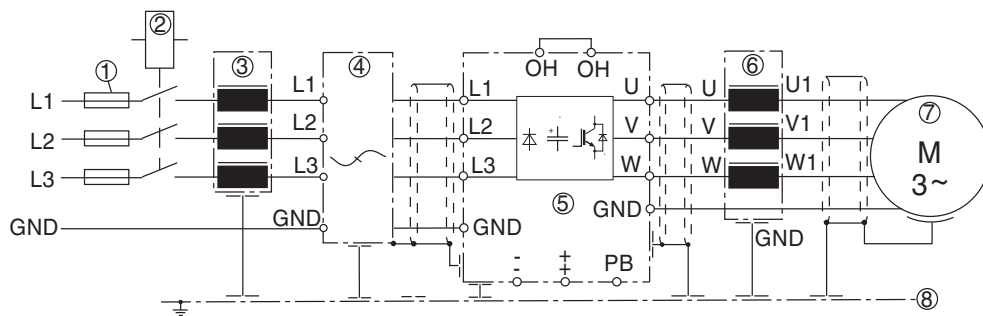 ②
① ③ ④ OH OH ⑥
L1 L1 L1 U U U1 ⑦
L2 L2 L2 V V V1 M
L3 L3 L3 W W W1 3~
⑤
GND GND GND GND GND
- + PB
- +
⑧